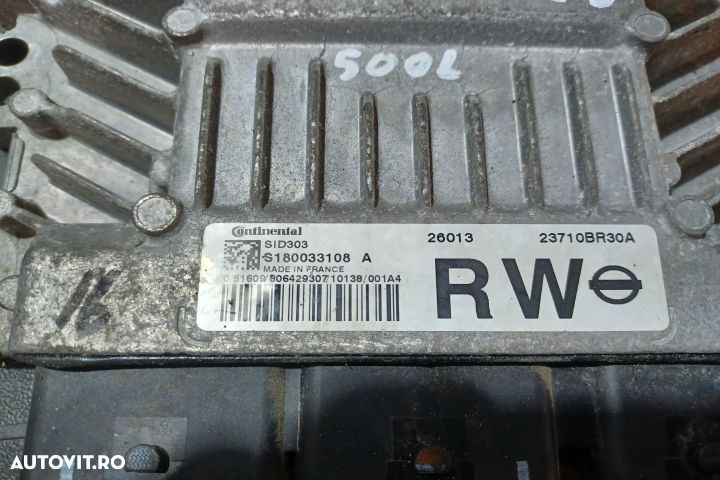 500L
Continental
SID303
S180033108 A
MADE IN FRANCE
26013
23710BR30A
RW
AUTOVIT.RO